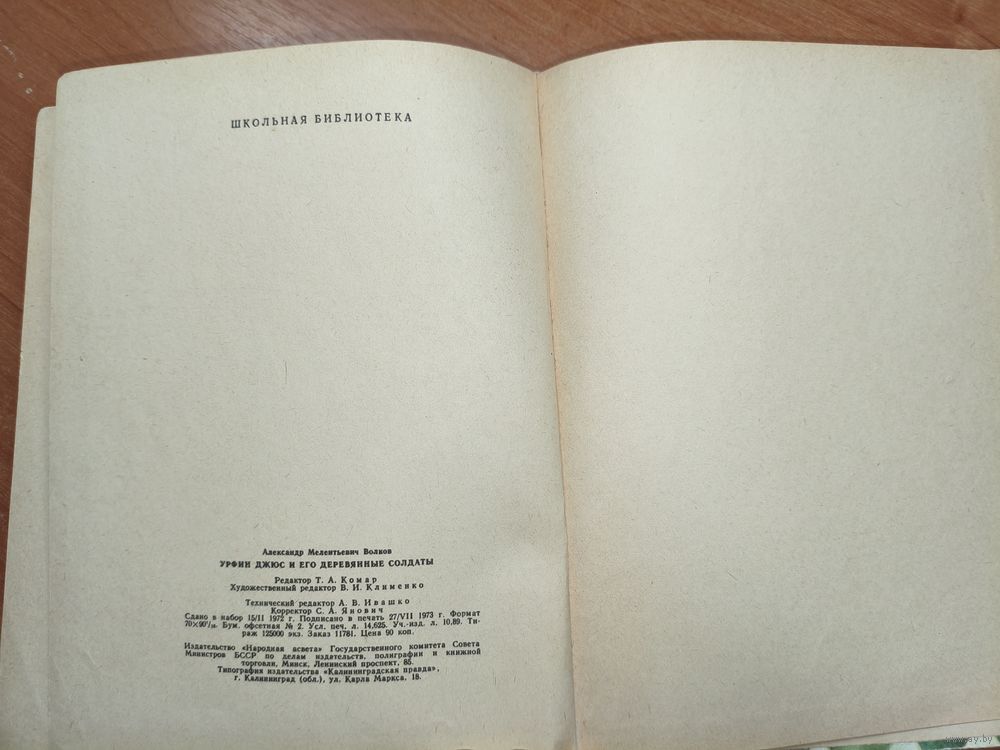 ШКОЛЬНАЯ БИБЛИОТЕКА
Александр Мелентьевич Волков
УРФИН ДЖЮС И ЕГО ДЕРЕВЯННЫЕ СОЛДАТЫ
Редактор Т. А. Комар
Художественный редактор В. И. Клименко
Технический редактор А. В. Ивашко
Корректор С. А. Янович
Сдано в набор 15/II 1972 г. Подписано в печать 27/VII 1973 г. Формат
70×90¹/₁₆. Бум. офсетная № 2. Усл. печ. л. 14,625. Уч.-изд. л. 10,89. Ти-
раж 125000 экз. Заказ 11781. Цена 90 коп.
Издательство «Народная асвета» Государственного комитета Совета
Министров БССР по делам издательств, полиграфии и книжной
торговли, Минск, Ленинский проспект, 85.
Типография издательства «Калининградская правда»,
г. Калининград (обл.), ул. Карла Маркса, 18.
www.ay.by